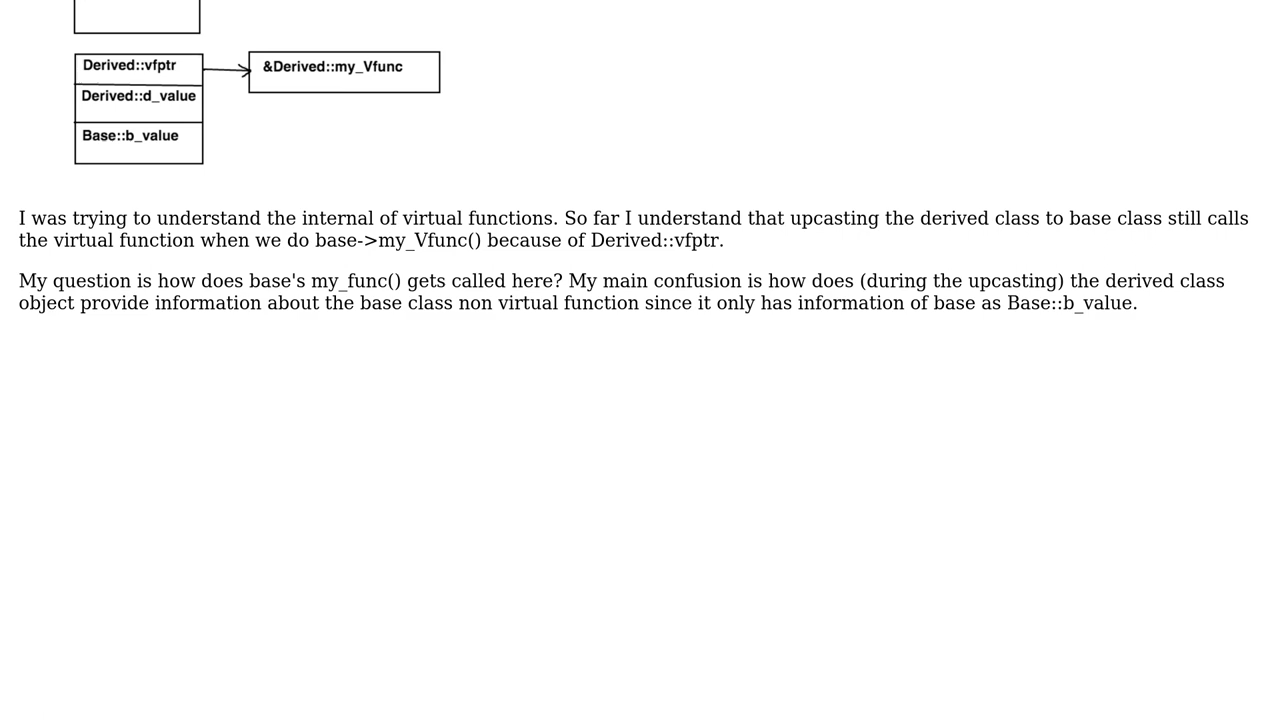 Derived::vfptr
&Derived::my_Vfunc
Derived::d_value
Base::b_value
I was trying to understand the internal of virtual functions. So far I understand that upcasting the derived class to base class still calls
the virtual function when we do base->my_Vfunc() because of Derived::vfptr.
My question is how does base's my_func() gets called here? My main confusion is how does (during the upcasting) the derived class
object provide information about the base class non virtual function since it only has information of base as Base::b_value.